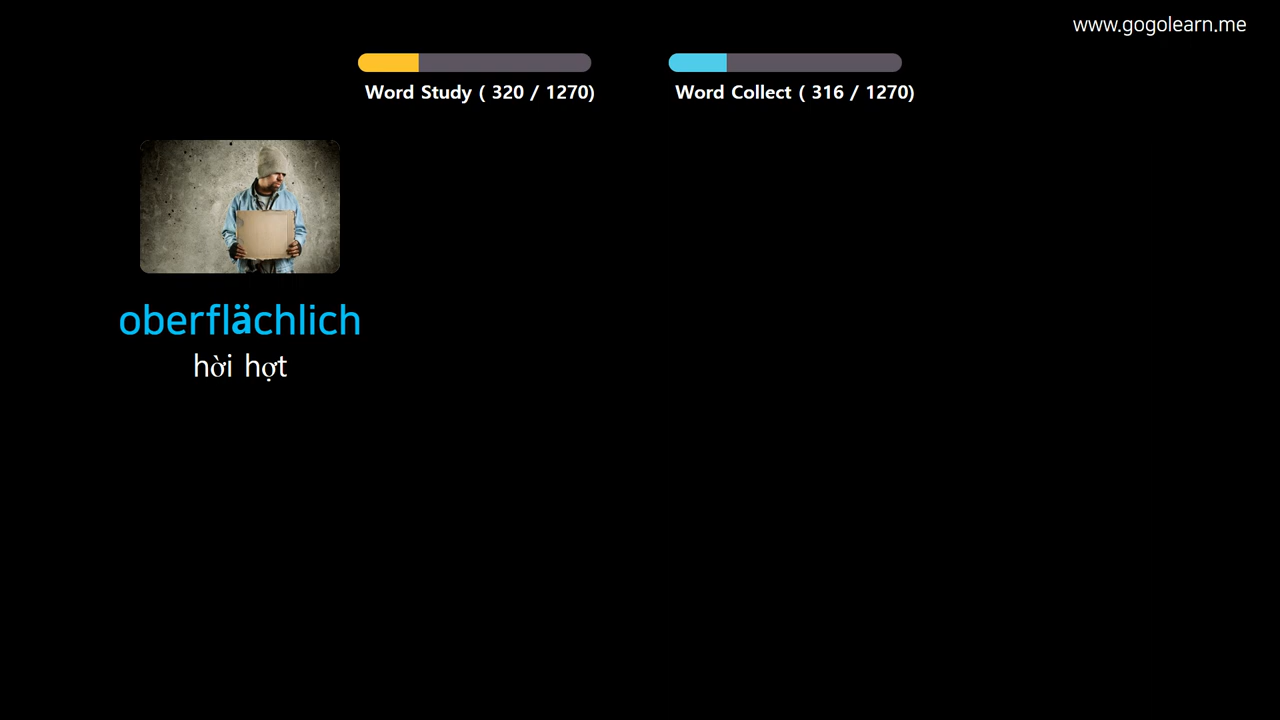 www.gogolearn.me
Word Study ( 320 / 1270)
Word Collect ( 316 / 1270)
oberflächlich
hời hợt